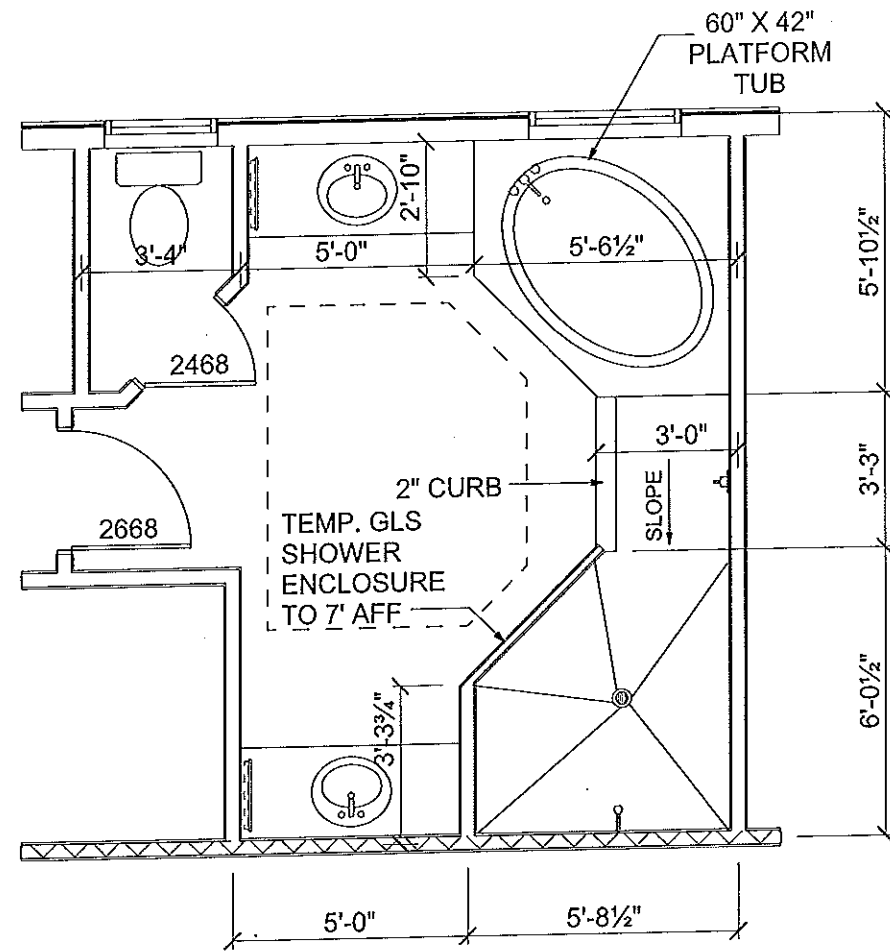 60" X 42"
PLATFORM
TUB
2'-10"
3'-4"
5'-0"
5'-6½"
5'-10½"
2468
3'-0"
3'-3"
2" CURB
SLOPE
2668
TEMP. GLS
SHOWER
ENCLOSURE
TO 7' AFF
6'-0½"
3'-3¾"
5'-0"
5'-8½"